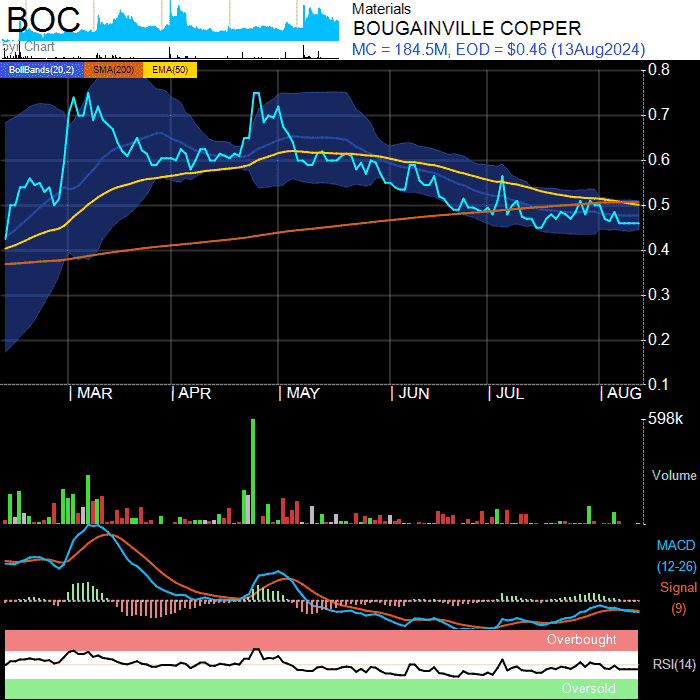 BOC
5yr Chart
Materials
BOUGAINVILLE COPPER
MC = 184.5M, EOD = $0.46 (13Aug2024)
BollBands(20,2) SMA(200) EMA(50)
0.8
0.7
0.6
0.5
0.4
0.3
0.2
0.1
MAR APR MAY JUN JUL AUG
598k
Volume
MACD
(12-26)
Signal
(9)
Overbought
RSI(14)
Oversold